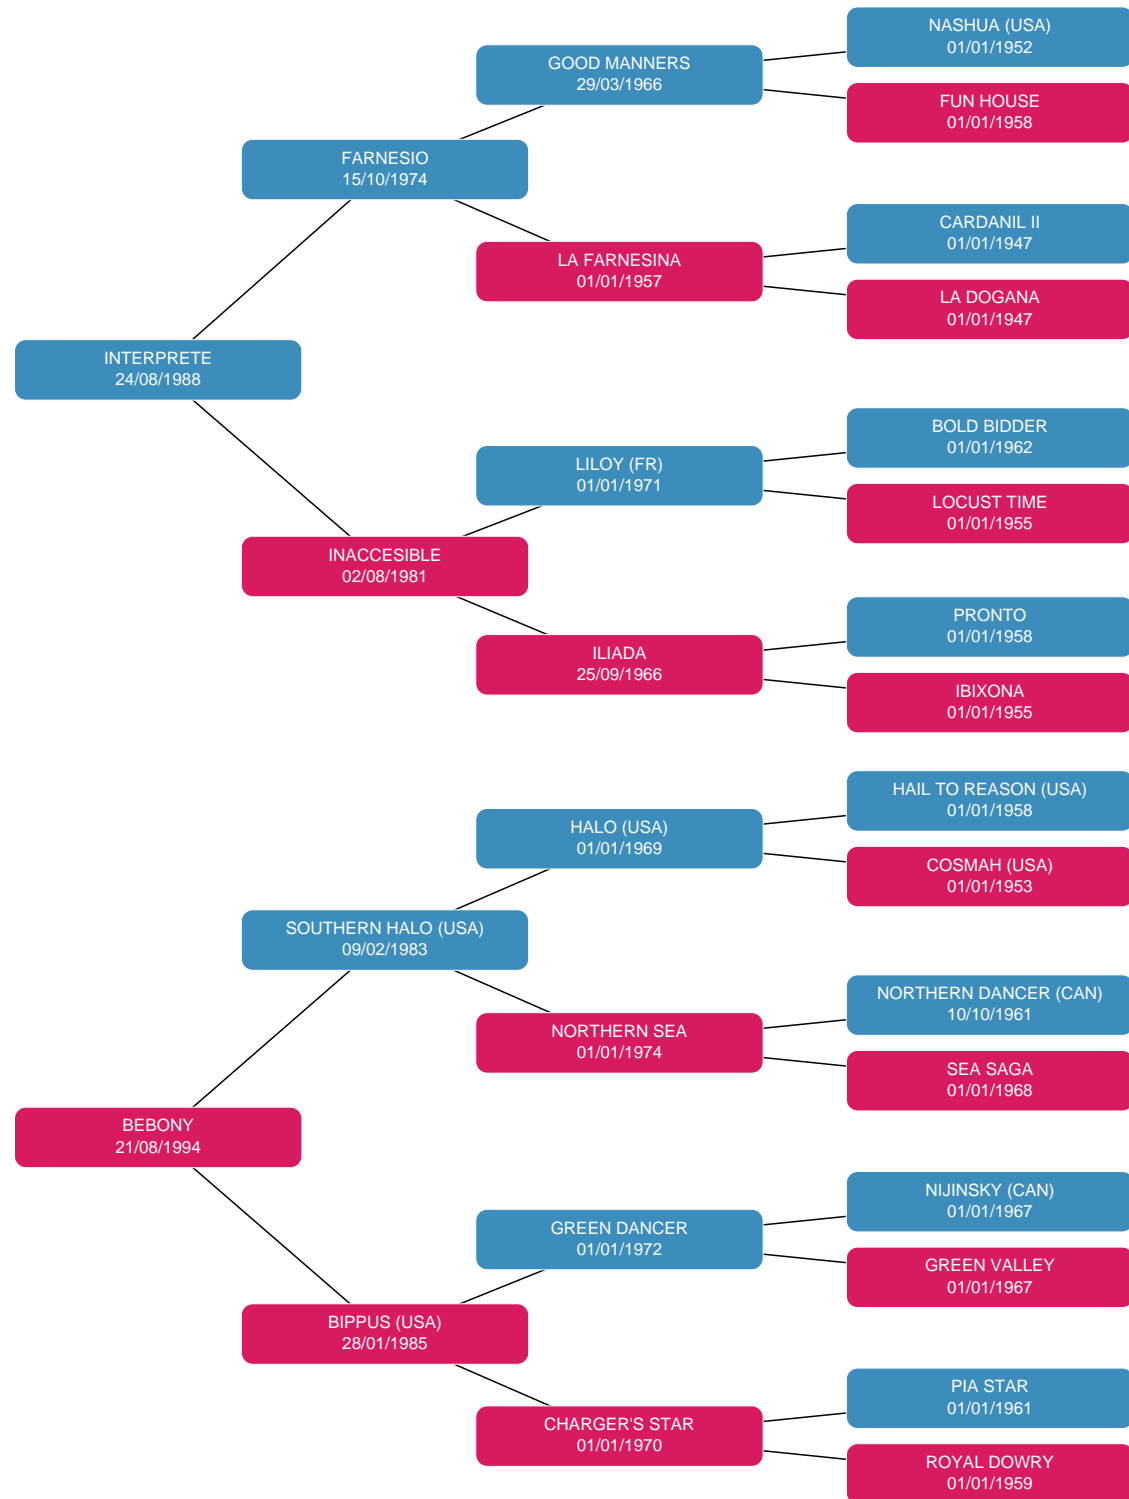 NASHUA (USA)
01/01/1952
GOOD MANNERS
29/03/1966
FUN HOUSE
01/01/1958
FARNESIO
15/10/1974
CARDANIL II
01/01/1947
LA FARNESINA
01/01/1957
LA DOGANA
01/01/1947
INTERPRETE
24/08/1988
BOLD BIDDER
01/01/1962
LILOY (FR)
01/01/1971
LOCUST TIME
01/01/1955
INACCESIBLE
02/08/1981
PRONTO
01/01/1958
ILIADA
25/09/1966
IBIXONA
01/01/1955
HAIL TO REASON (USA)
01/01/1958
HALO (USA)
01/01/1969
COSMAH (USA)
01/01/1953
SOUTHERN HALO (USA)
09/02/1983
NORTHERN DANCER (CAN)
10/10/1961
NORTHERN SEA
01/01/1974
SEA SAGA
01/01/1968
BEBONY
21/08/1994
NIJINSKY (CAN)
01/01/1967
GREEN DANCER
01/01/1972
GREEN VALLEY
01/01/1967
BIPPUS (USA)
28/01/1985
PIA STAR
01/01/1961
CHARGER'S STAR
01/01/1970
ROYAL DOWRY
01/01/1959